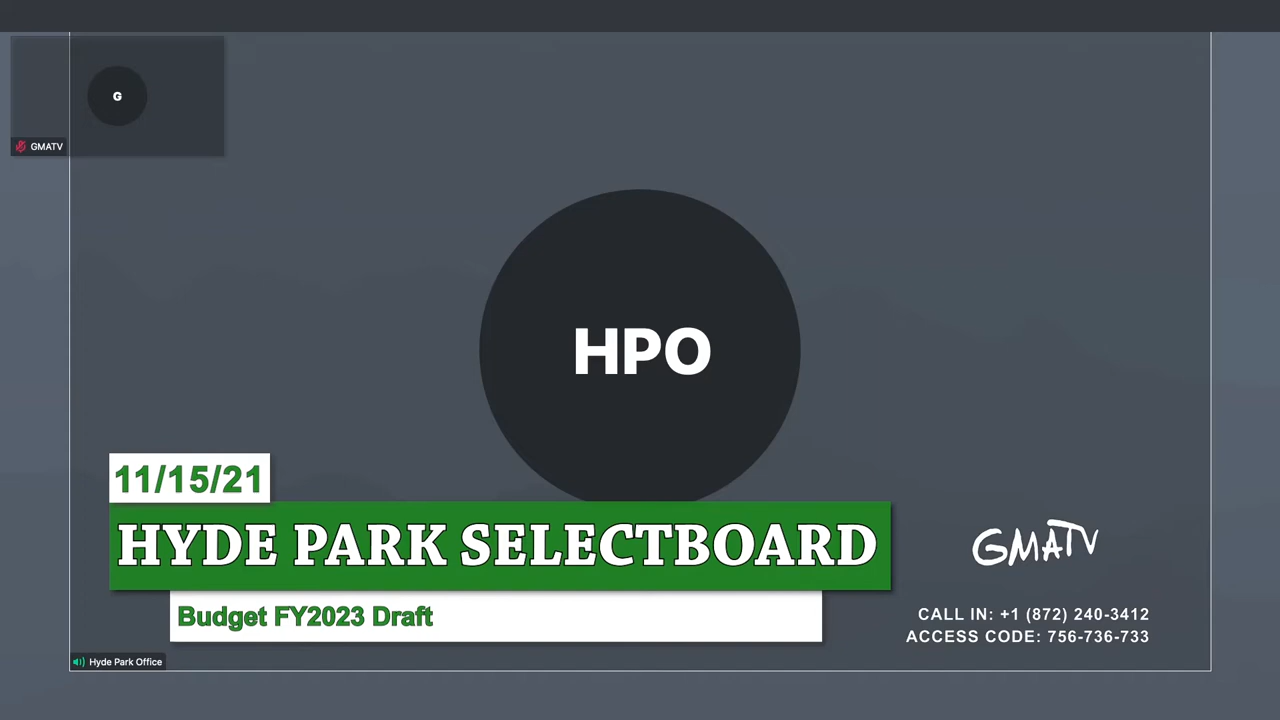 G
GMATV
HPO
11/15/21
HYDE PARK SELECTBOARD
Budget FY2023 Draft
GMATV
CALL IN: +1 (872) 240-3412
ACCESS CODE: 756-736-733
Hyde Park Office